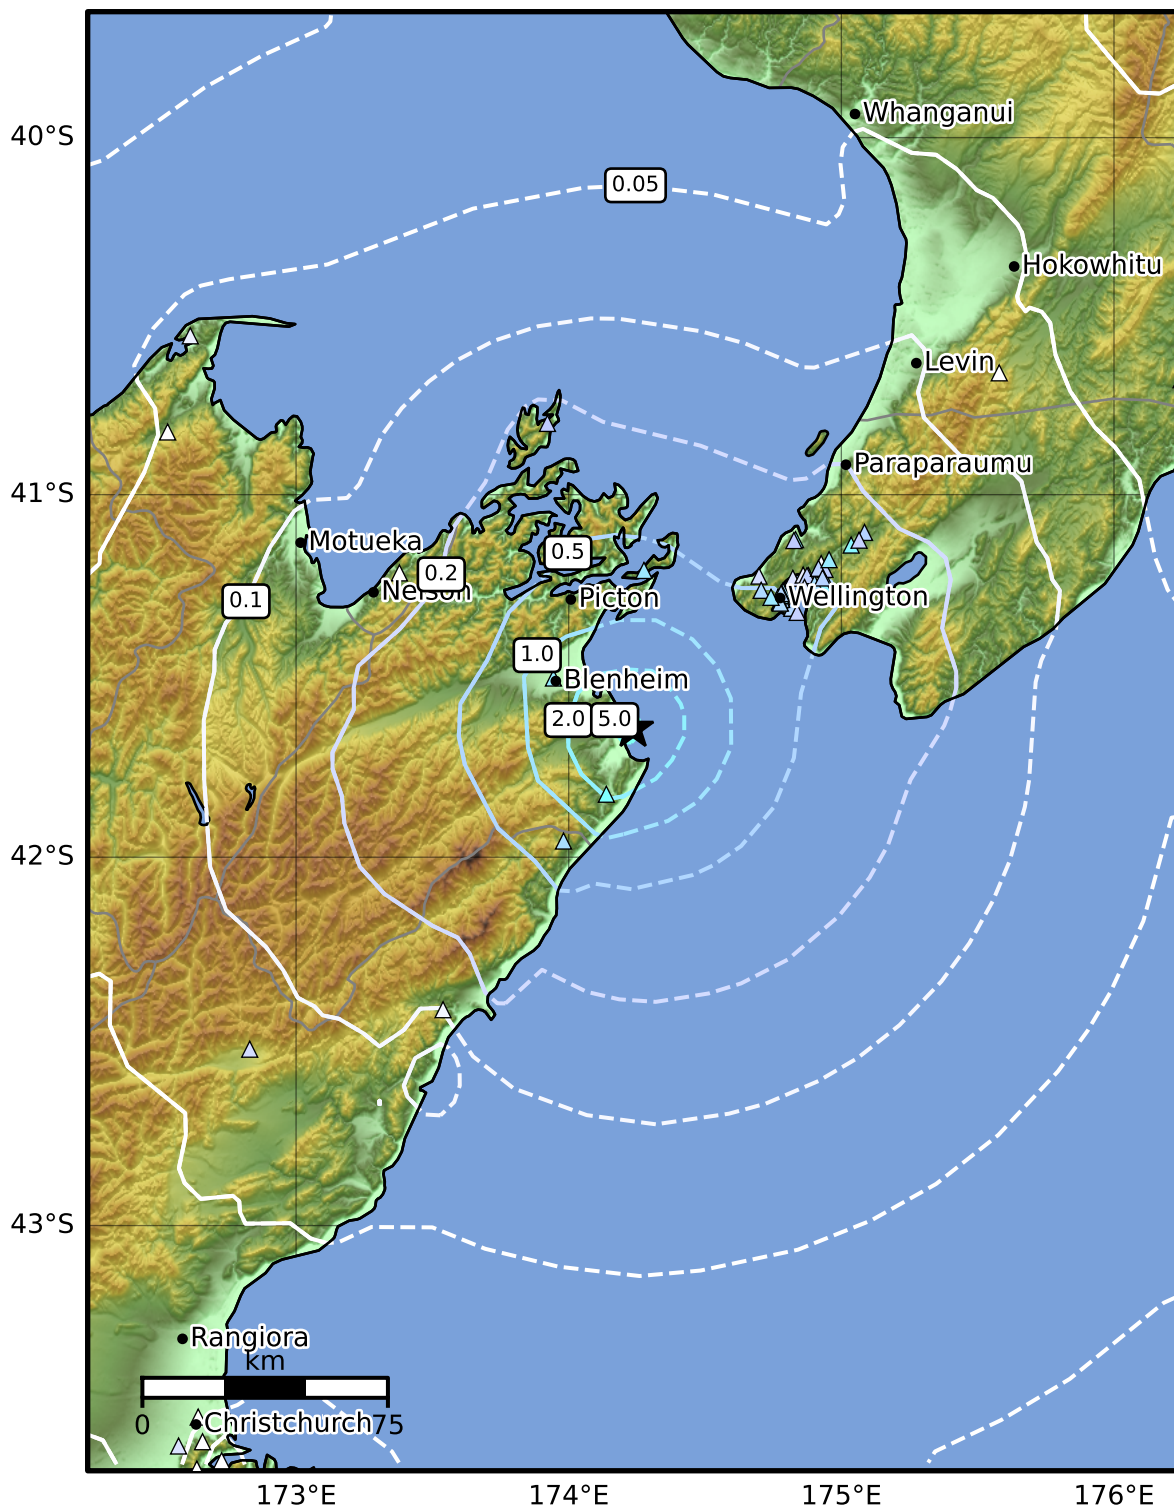 Whanganui
40°S
0.05
Hokowhitu
Levin
Paraparaumu
41°S
Motueka
0.5
0.2
Nelson
0.1
Picton
Wellington
1.0
Blenheim
2.0
5.0
42°S
43°S
Rangiora
km
0
75
Christchurch
173°E
174°E
175°E
176°E